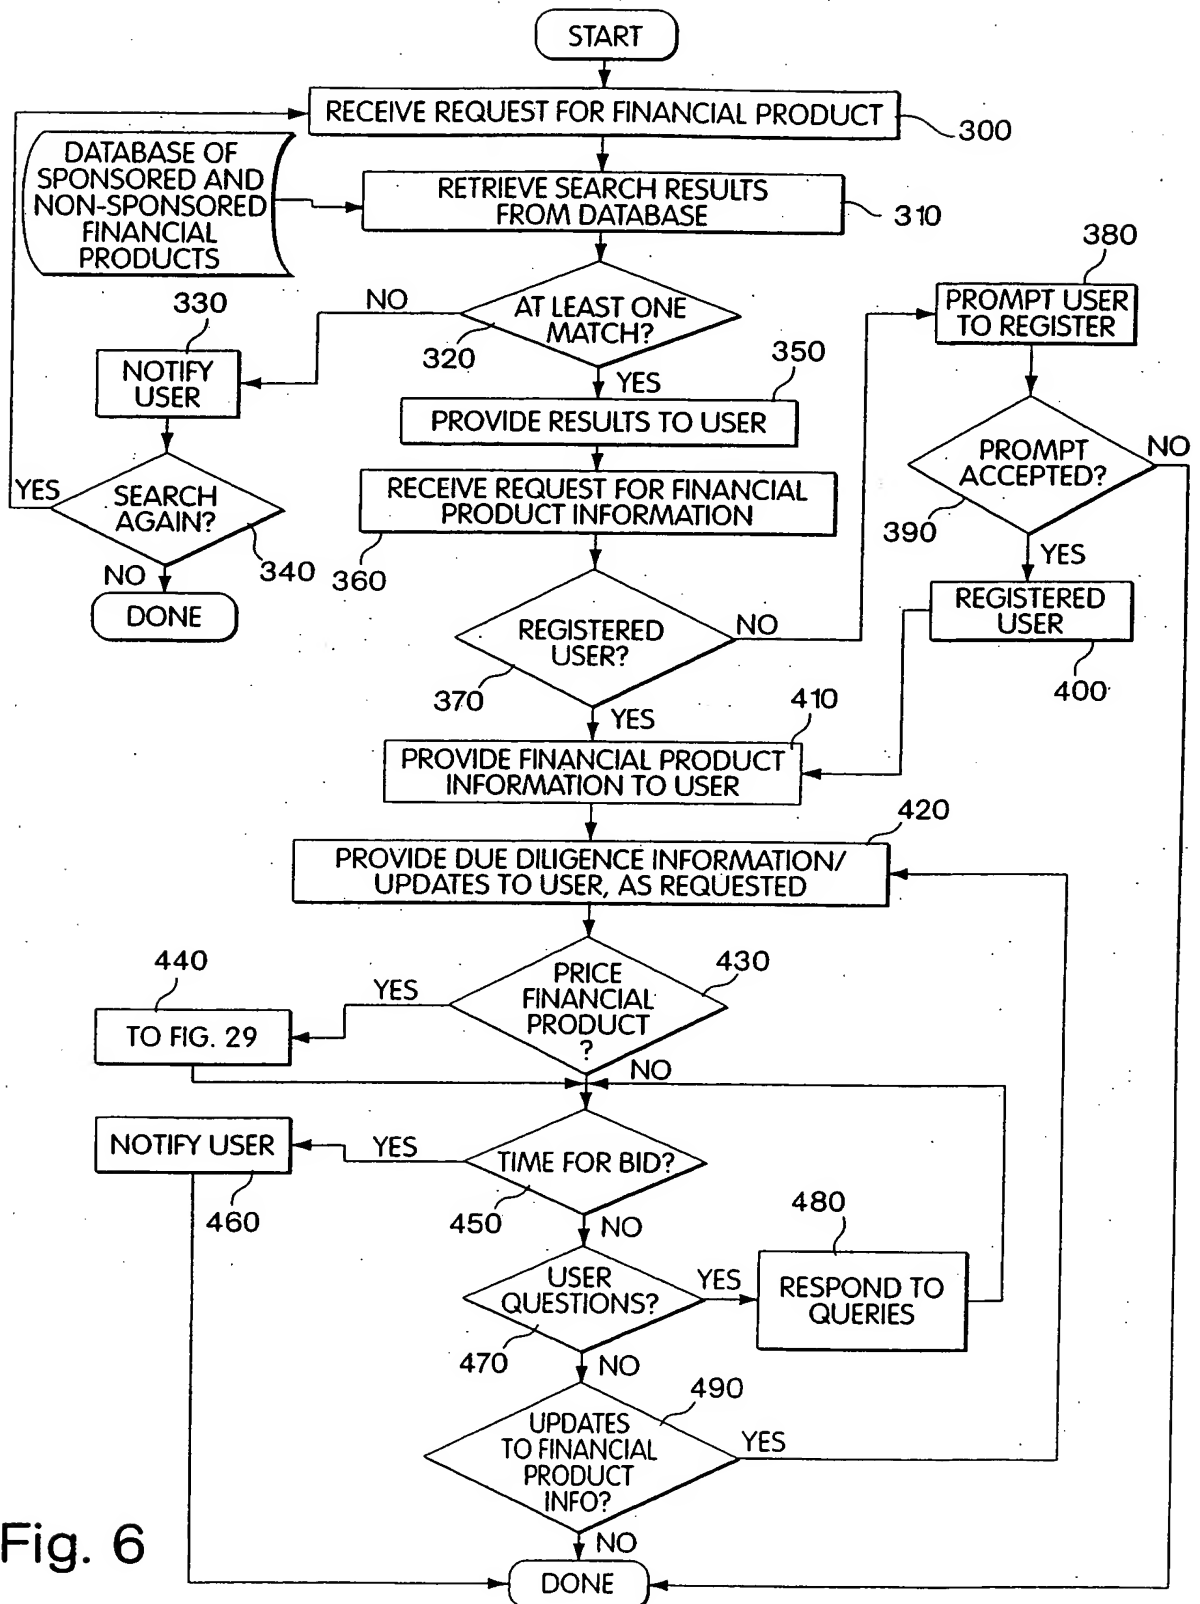 START
RECEIVE REQUEST FOR FINANCIAL PRODUCT
300
DATABASE OF
SPONSORED AND
NON-SPONSORED
FINANCIAL
PRODUCTS
RETRIEVE SEARCH RESULTS
FROM DATABASE
310
380
PROMPT USER
TO REGISTER
AT LEAST ONE
MATCH?
NO
320
YES
330
NOTIFY
USER
350
PROVIDE RESULTS TO USER
PROMPT
ACCEPTED?
NO
390
YES
SEARCH
AGAIN?
YES
340
NO
DONE
RECEIVE REQUEST FOR FINANCIAL
PRODUCT INFORMATION
360
REGISTERED
USER
400
REGISTERED
USER?
NO
370
YES
410
PROVIDE FINANCIAL PRODUCT
INFORMATION TO USER
420
PROVIDE DUE DILIGENCE INFORMATION/
UPDATES TO USER, AS REQUESTED
PRICE
FINANCIAL
PRODUCT
?
430
YES
NO
440
TO FIG. 29
TIME FOR BID?
YES
450
NO
NOTIFY USER
460
USER
QUESTIONS?
YES
470
NO
480
RESPOND TO
QUERIES
490
UPDATES
TO FINANCIAL
PRODUCT
INFO?
YES
NO
DONE
Fig. 6